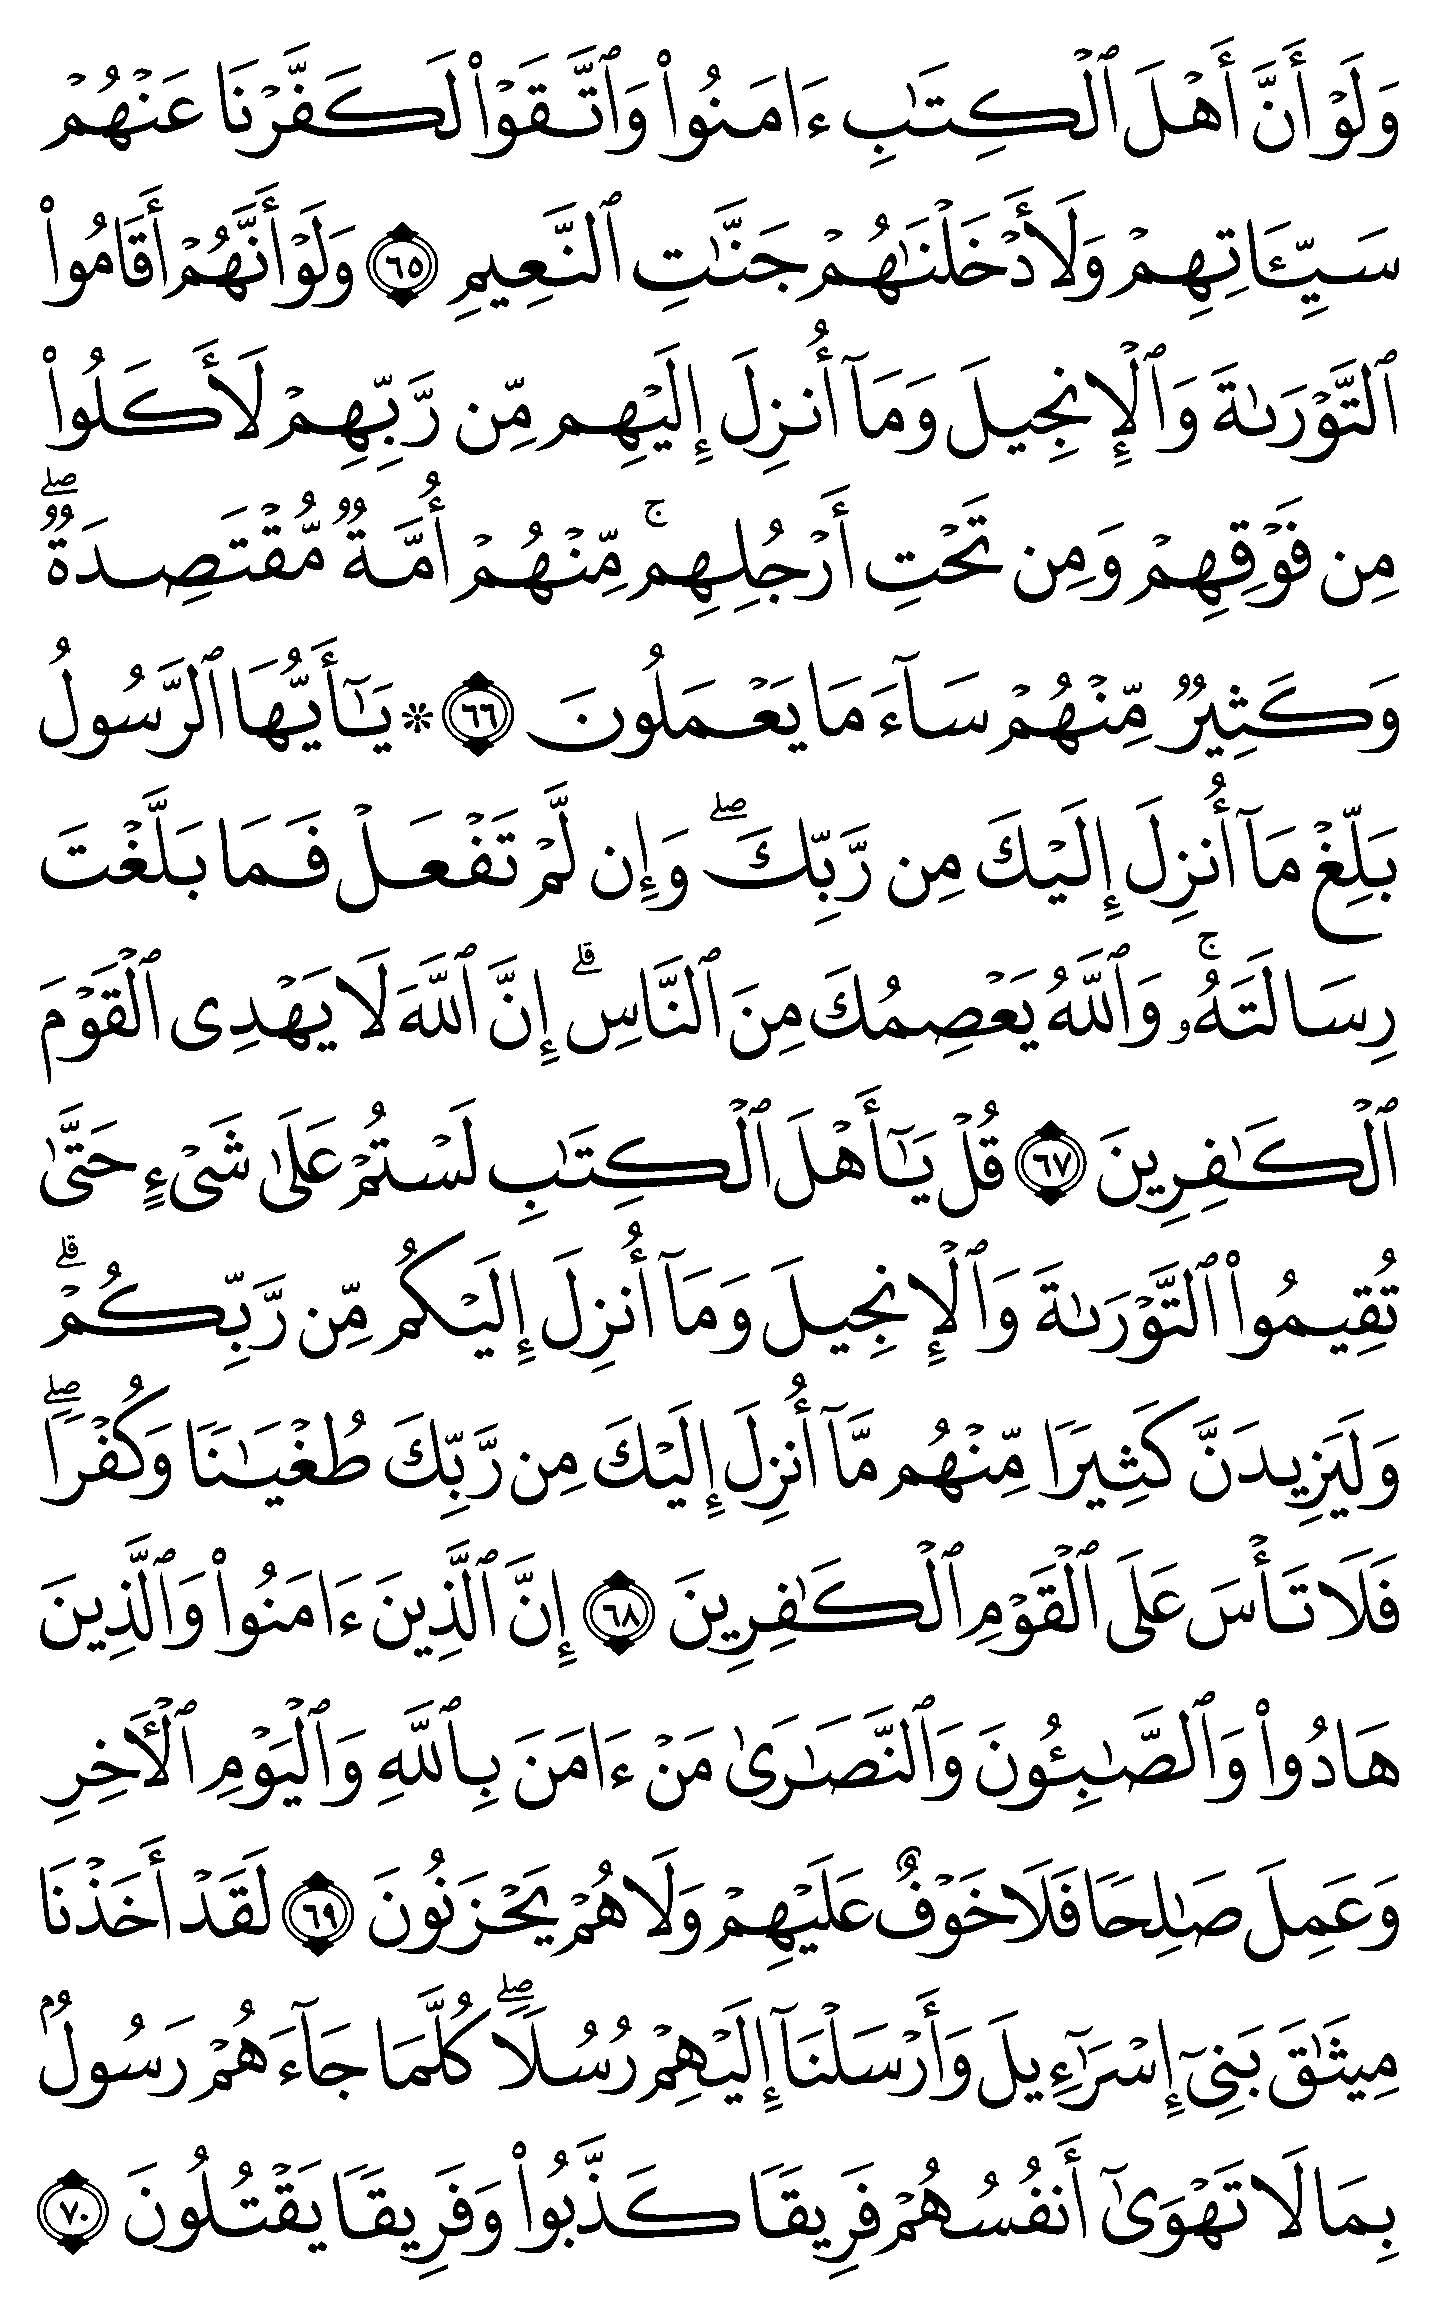 وَلَوۡ أَنَّ أَهۡلَ ٱلۡكِتَٰبِ ءَامَنُواْ وَٱتَّقَوۡاْ لَكَفَّرۡنَا عَنۡهُمۡ
سَيِّـَٔاتِهِمۡ وَلَأَدۡخَلۡنَٰهُمۡ جَنَّٰتِ ٱلنَّعِيمِ ٦٥ وَلَوۡ أَنَّهُمۡ أَقَامُواْ
ٱلتَّوۡرَىٰةَ وَٱلۡإِنجِيلَ وَمَآ أُنزِلَ إِلَيۡهِم مِّن رَّبِّهِمۡ لَأَكَلُواْ
مِن فَوۡقِهِمۡ وَمِن تَحۡتِ أَرۡجُلِهِمۚ مِّنۡهُمۡ أُمَّةٞ مُّقۡتَصِدَةٞۖ
وَكَثِيرٞ مِّنۡهُمۡ سَآءَ مَا يَعۡمَلُونَ ٦٦ ۞ يَٰٓأَيُّهَا ٱلرَّسُولُ
بَلِّغۡ مَآ أُنزِلَ إِلَيۡكَ مِن رَّبِّكَۖ وَإِن لَّمۡ تَفۡعَلۡ فَمَا بَلَّغۡتَ
رِسَالَتَهُۥۚ وَٱللَّهُ يَعۡصِمُكَ مِنَ ٱلنَّاسِۗ إِنَّ ٱللَّهَ لَا يَهۡدِي ٱلۡقَوۡمَ
ٱلۡكَٰفِرِينَ ٦٧ قُلۡ يَٰٓأَهۡلَ ٱلۡكِتَٰبِ لَسۡتُمۡ عَلَىٰ شَيۡءٍ حَتَّىٰ
تُقِيمُواْ ٱلتَّوۡرَىٰةَ وَٱلۡإِنجِيلَ وَمَآ أُنزِلَ إِلَيۡكُم مِّن رَّبِّكُمۡۗ
وَلَيَزِيدَنَّ كَثِيرٗا مِّنۡهُم مَّآ أُنزِلَ إِلَيۡكَ مِن رَّبِّكَ طُغۡيَٰنٗا وَكُفۡرٗاۖ
فَلَا تَأۡسَ عَلَى ٱلۡقَوۡمِ ٱلۡكَٰفِرِينَ ٦٨ إِنَّ ٱلَّذِينَ ءَامَنُواْ وَٱلَّذِينَ
هَادُواْ وَٱلصَّٰبِـُٔونَ وَٱلنَّصَٰرَىٰ مَنۡ ءَامَنَ بِٱللَّهِ وَٱلۡيَوۡمِ ٱلۡأٓخِرِ
وَعَمِلَ صَٰلِحٗا فَلَا خَوۡفٌ عَلَيۡهِمۡ وَلَا هُمۡ يَحۡزَنُونَ ٦٩ لَقَدۡ أَخَذۡنَا
مِيثَٰقَ بَنِيٓ إِسۡرَٰٓءِيلَ وَأَرۡسَلۡنَآ إِلَيۡهِمۡ رُسُلٗاۖ كُلَّمَا جَآءَهُمۡ رَسُولُۢ
بِمَا لَا تَهۡوَىٰٓ أَنفُسُهُمۡ فَرِيقٗا كَذَّبُواْ وَفَرِيقٗا يَقۡتُلُونَ ٧٠